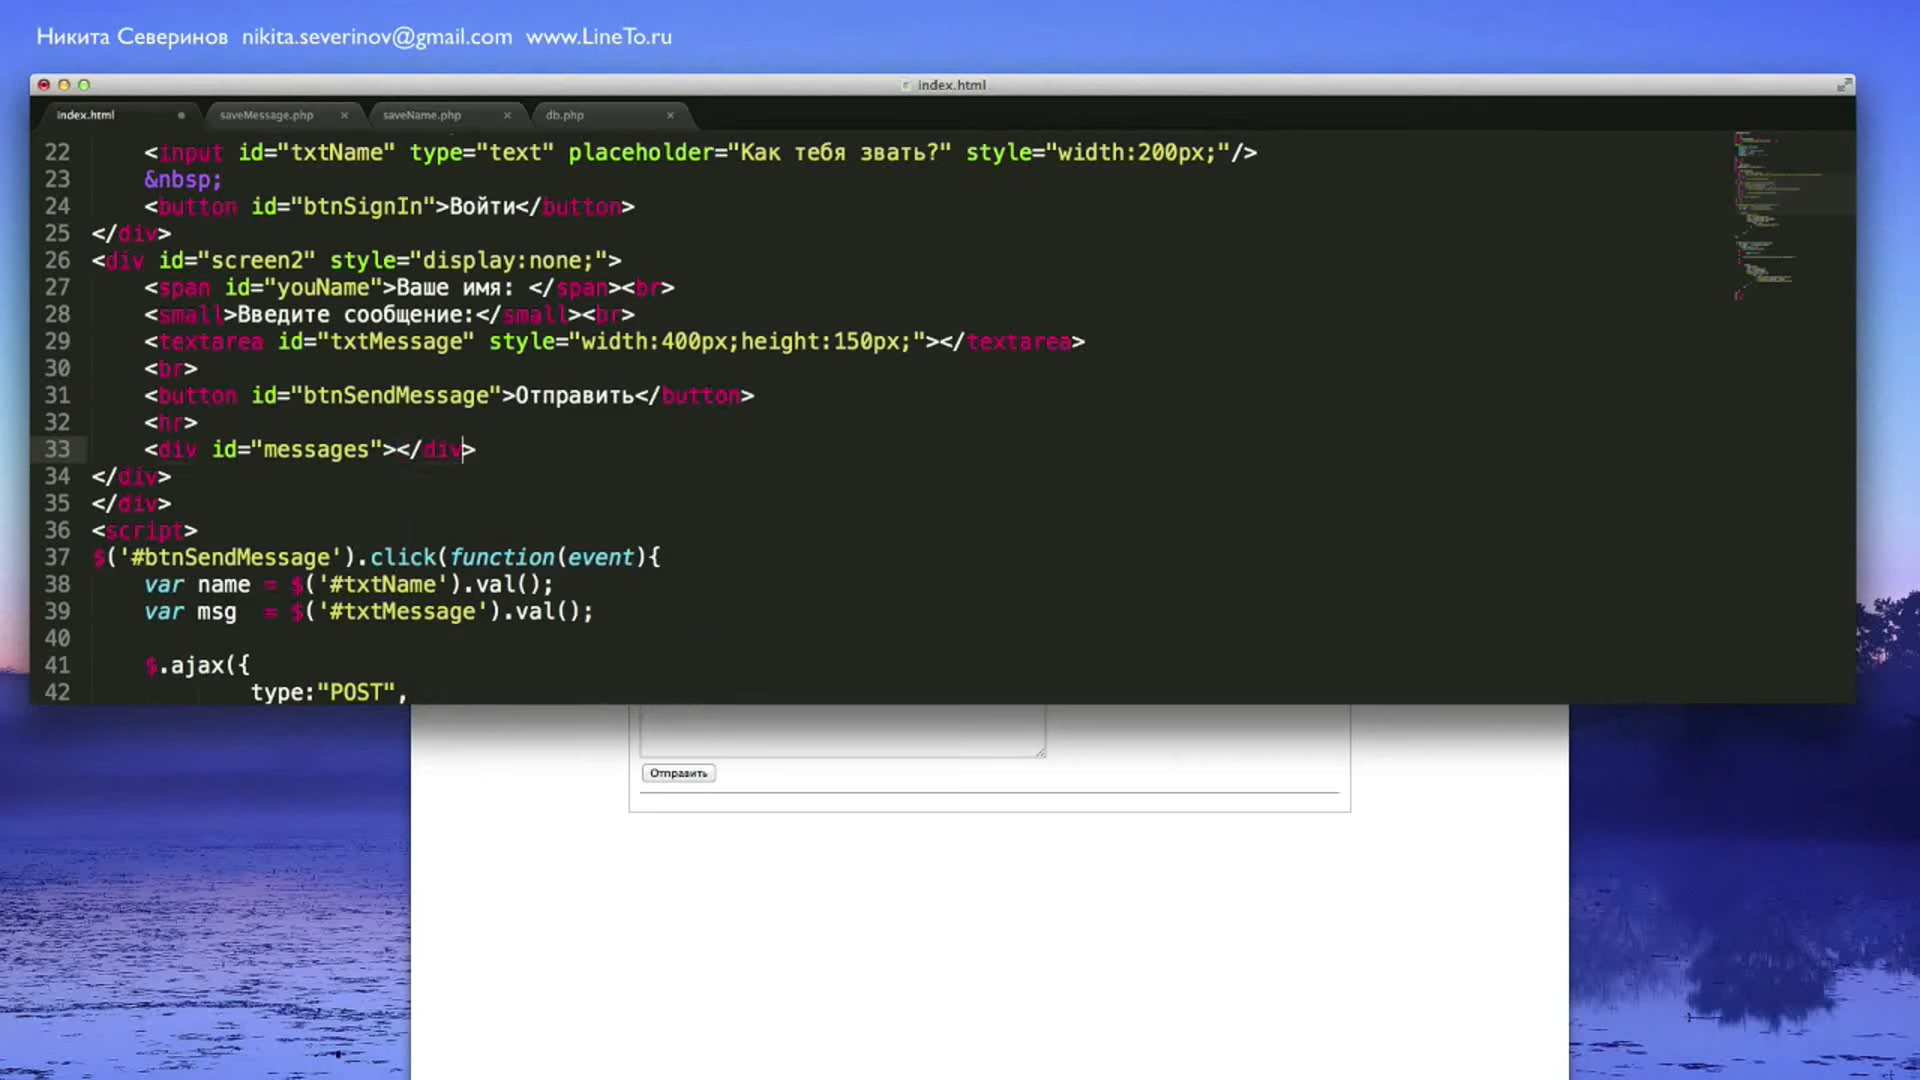 Никита Северинов nikita.severinov@gmail.com www.LineTo.ru
index.html
index.html saveMessage.php saveName.php db.php
22 <input id="txtName" type="text" placeholder="Как тебя звать?" style="width:200px;"/>
23 &nbsp;
24 <button id="btnSignIn">Войти</button>
25 </div>
26 <div id="screen2" style="display:none;">
27 <span id="youName">Ваше имя: </span><br>
28 <small>Введите сообщение:</small><br>
29 <textarea id="txtMessage" style="width:400px;height:150px;"></textarea>
30 <br>
31 <button id="btnSendMessage">Отправить</button>
32 <hr>
33 <div id="messages"></div>
34 </div>
35 </div>
36 <script>
37 $('#btnSendMessage').click(function(event){
38 var name = $('#txtName').val();
39 var msg  = $('#txtMessage').val();
40
41 $.ajax({
42 type:"POST",
Отправить